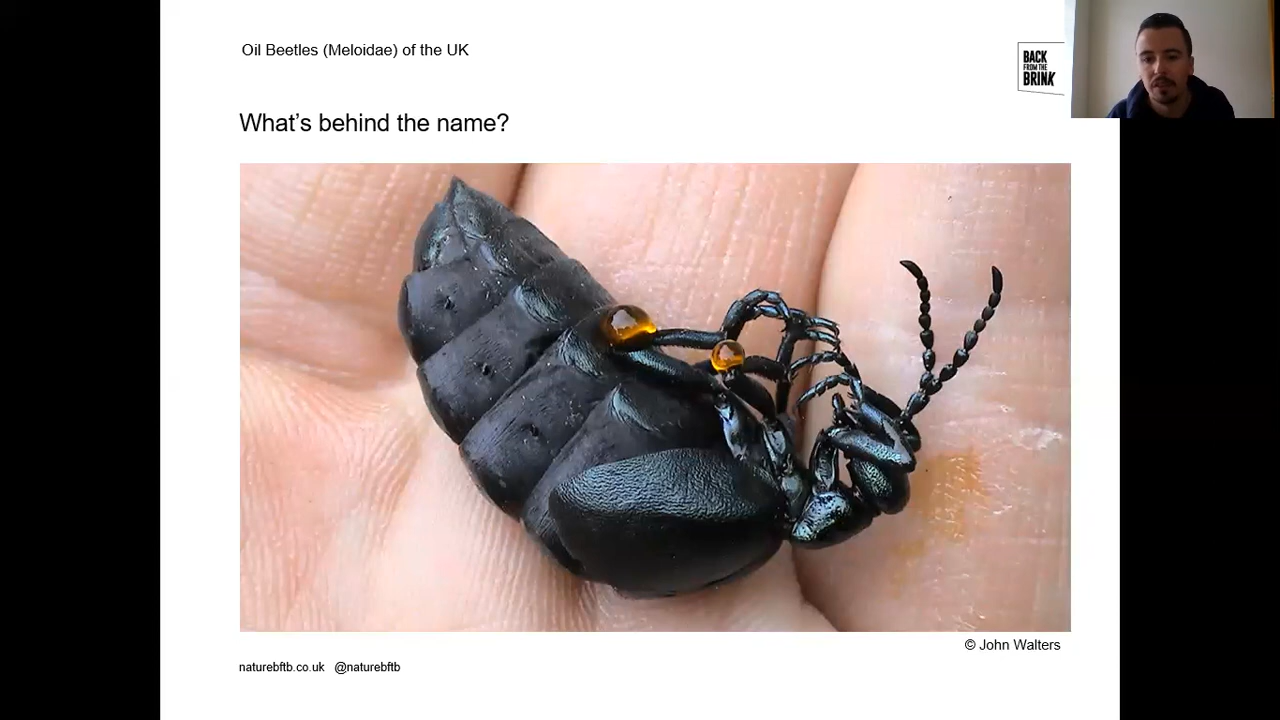 Oil Beetles (Meloidae) of the UK
BACK
FROM THE
BRINK
What's behind the name?
© John Walters
naturebftb.co.uk @naturebftb